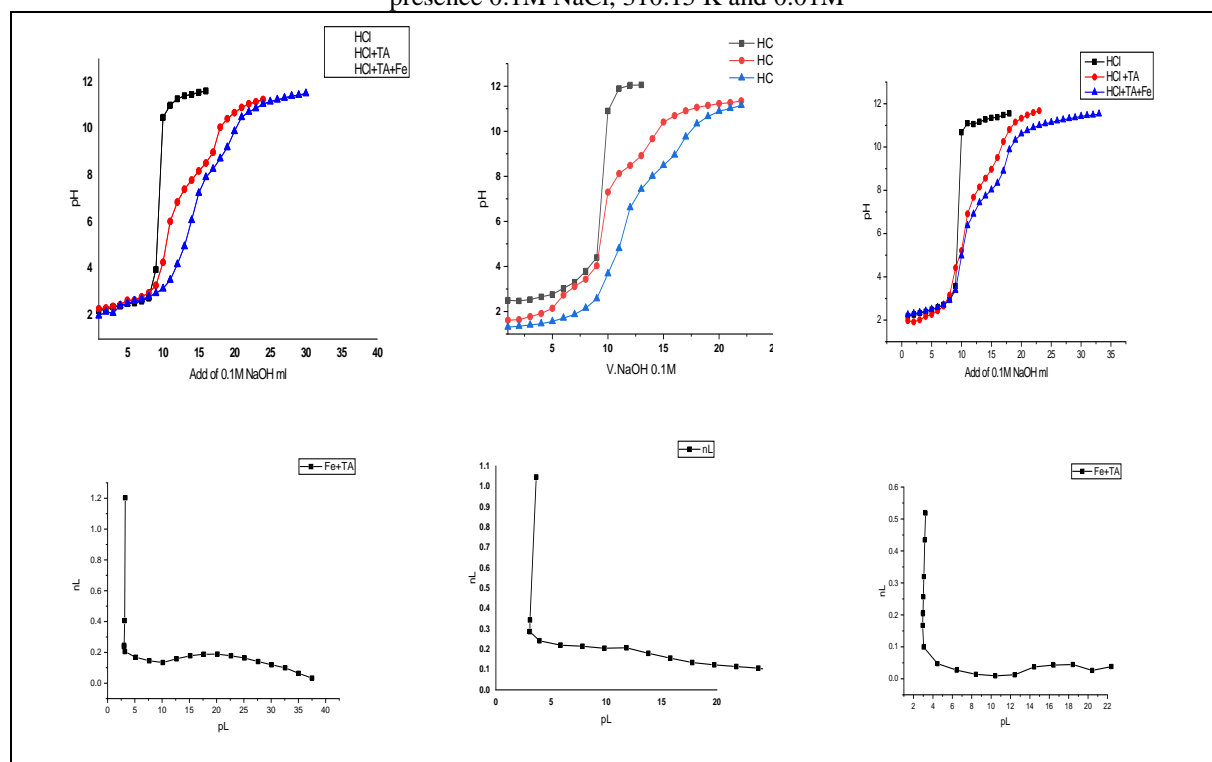 presence 0.1M NaCl, 310.15 K and 0.01M
HCl
HCl+TA
HCl+TA+Fe
pH
12
10
8
6
4
2
5 10 15 20 25 30 35 40
Add of 0.1M NaOH ml
HC
HC
HC
pH
12
10
8
6
4
2
5 10 15 20 25
V.NaOH 0.1M
HCl
HCl +TA
HCl+TA+Fe
pH
12
10
8
6
4
2
0 5 10 15 20 25 30 35
Add of 0.1M NaOH ml
Fe+TA
nL
1.2
1.0
0.8
0.6
0.4
0.2
0.0
0 5 10 15 20 25 30 35 40
pL
nL
nL
1.1
1.0
0.9
0.8
0.7
0.6
0.5
0.4
0.3
0.2
0.1
0.0
0 5 10 15 20
pL
Fe+TA
nL
0.6
0.5
0.4
0.3
0.2
0.1
0.0
2 4 6 8 10 12 14 16 18 20 22
pL